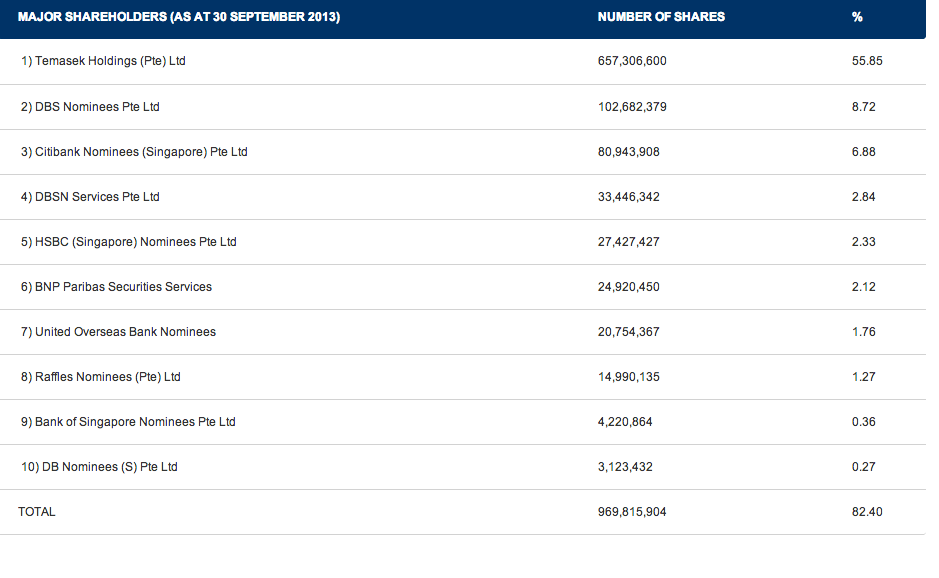 MAJOR SHAREHOLDERS (AS AT 30 SEPTEMBER 2013) NUMBER OF SHARES %
1) Temasek Holdings (Pte) Ltd 657,306,600 55.85
2) DBS Nominees Pte Ltd 102,682,379 8.72
3) Citibank Nominees (Singapore) Pte Ltd 80,943,908 6.88
4) DBSN Services Pte Ltd 33,446,342 2.84
5) HSBC (Singapore) Nominees Pte Ltd 27,427,427 2.33
6) BNP Paribas Securities Services 24,920,450 2.12
7) United Overseas Bank Nominees 20,754,367 1.76
8) Raffles Nominees (Pte) Ltd 14,990,135 1.27
9) Bank of Singapore Nominees Pte Ltd 4,220,864 0.36
10) DB Nominees (S) Pte Ltd 3,123,432 0.27
TOTAL 969,815,904 82.40